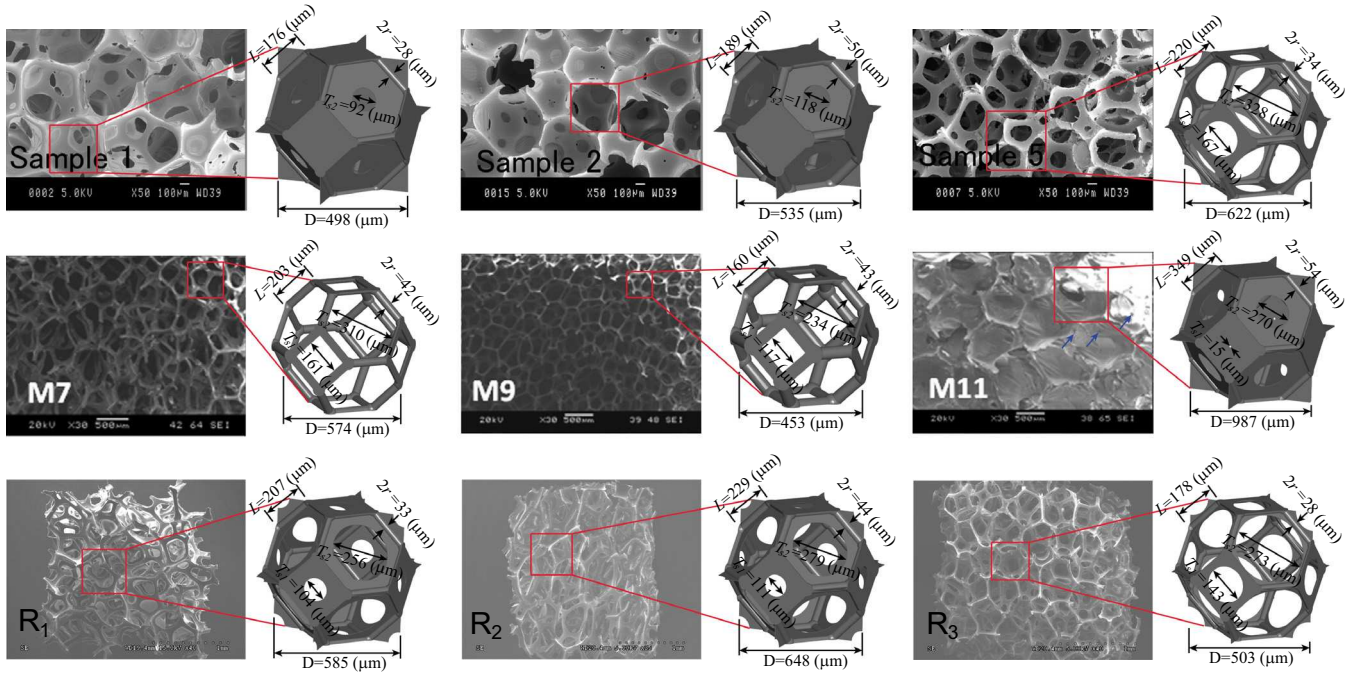 L=176 (μm)
2r =28 (μm)
Ts2=92 (μm)
Sample 1
0002 5.0KV X50 100μm WD39
D=498 (μm)
L=189 (μm)
2r =50 (μm)
Ts2=118 (μm)
Sample 2
0015 5.0KV X50 100μm WD39
D=535 (μm)
L=220 (μm)
2r =34 (μm)
Ts2=328 (μm)
Ts1=167 (μm)
Sample 5
0007 5.0KV X50 100μm WD39
D=622 (μm)
L=203 (μm)
2r =42 (μm)
Ts2=310 (μm)
Ts1=161 (μm)
M7
20kV X30 500μm 42 64 SEI
D=574 (μm)
L=160 (μm)
2r =43 (μm)
Ts2=234 (μm)
Ts1=117 (μm)
M9
20kV X30 500μm 39 48 SEI
D=453 (μm)
L=349 (μm)
2r =54 (μm)
Ts2=270 (μm)
Ts1=15 (μm)
M11
20kV X30 500μm 38 65 SEI
D=987 (μm)
L=207 (μm)
2r =33 (μm)
Ts2=256 (μm)
Ts1=104 (μm)
R1
D=585 (μm)
L=229 (μm)
2r =44 (μm)
Ts2=279 (μm)
Ts1=111 (μm)
R2
D=648 (μm)
L=178 (μm)
2r =28 (μm)
Ts2=273 (μm)
Ts1=143 (μm)
R3
D=503 (μm)